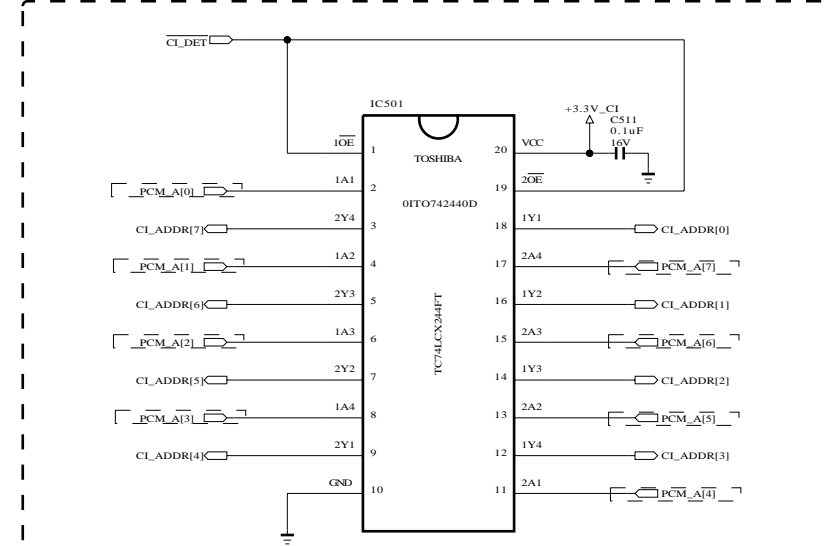 CI_DET
+3.3V_CI
IC501
C511
0.1uF
16V
1OE
1
TOSHIBA
20
VCC
1A1
2
19
2OE
PCM_A[0]
0ITO742440D
2Y4
3
18
1Y1
CI_ADDR[7]
CI_ADDR[0]
1A2
4
17
2A4
PCM_A[1]
PCM_A[7]
2Y3
5
16
1Y2
CI_ADDR[6]
CI_ADDR[1]
TC74LCX244FT
1A3
6
15
2A3
PCM_A[2]
PCM_A[6]
2Y2
7
14
1Y3
CI_ADDR[5]
CI_ADDR[2]
1A4
8
13
2A2
PCM_A[3]
PCM_A[5]
2Y1
9
12
1Y4
CI_ADDR[4]
CI_ADDR[3]
GND
10
11
2A1
PCM_A[4]